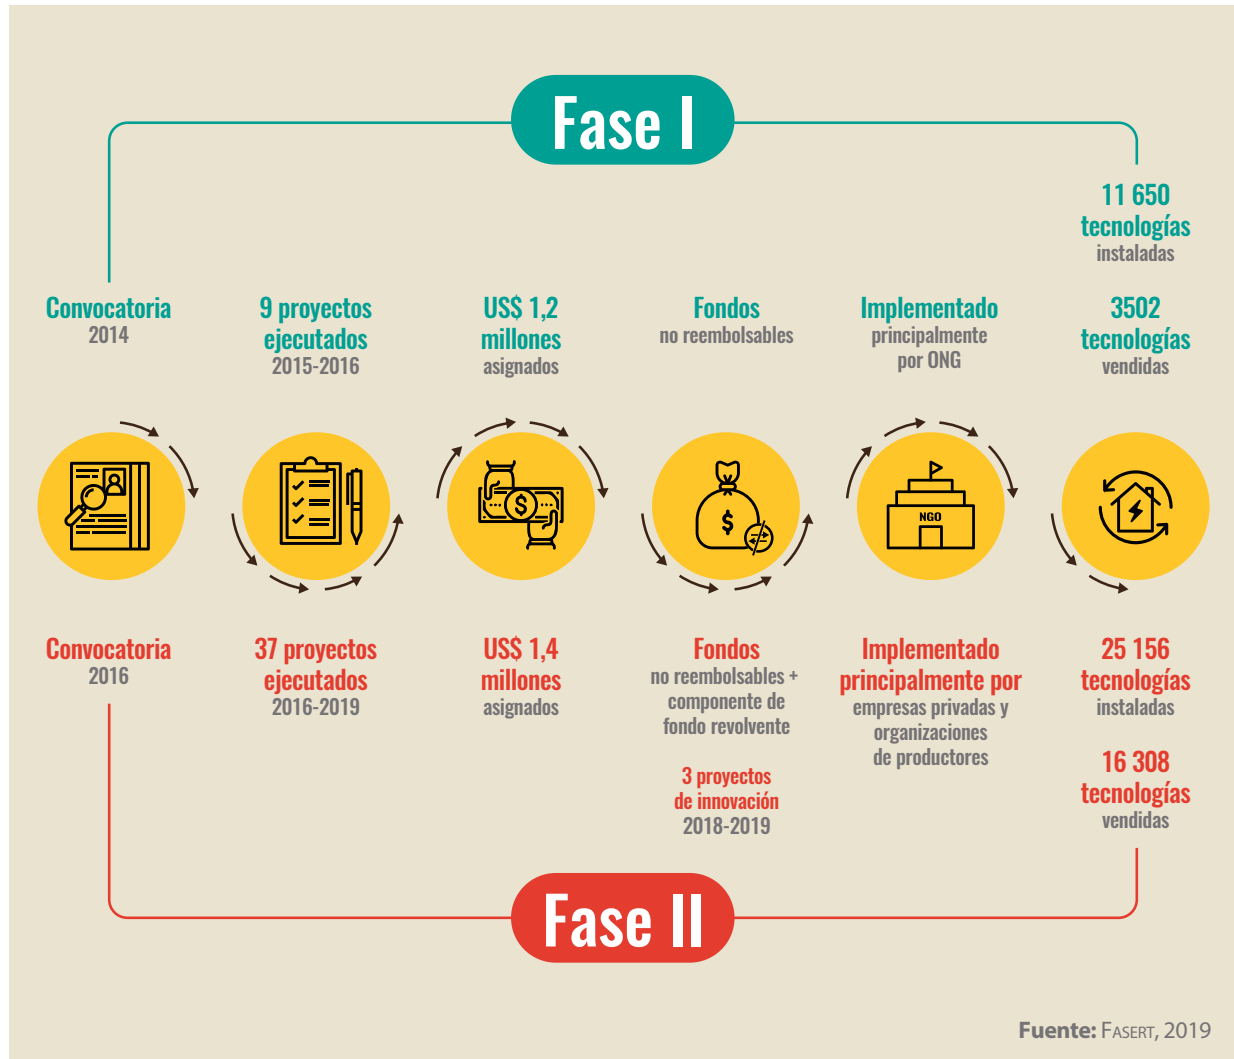 Fase I
11 650
tecnologías
instaladas
Convocatoria
2014
9 proyectos
ejecutados
2015-2016
US$ 1,2
millones
asignados
Fondos
no reembolsables
Implementado
principalmente
por ONG
3502
tecnologías
vendidas
$
$
NGO
Convocatoria
2016
37 proyectos
ejecutados
2016-2019
US$ 1,4
millones
asignados
Fondos
no reembolsables +
componente de
fondo revolvente
3 proyectos
de innovación
2018-2019
Implementado
principalmente por
empresas privadas y
organizaciones
de productores
25 156
tecnologías
instaladas
16 308
tecnologías
vendidas
Fase II
Fuente: FASERT, 2019